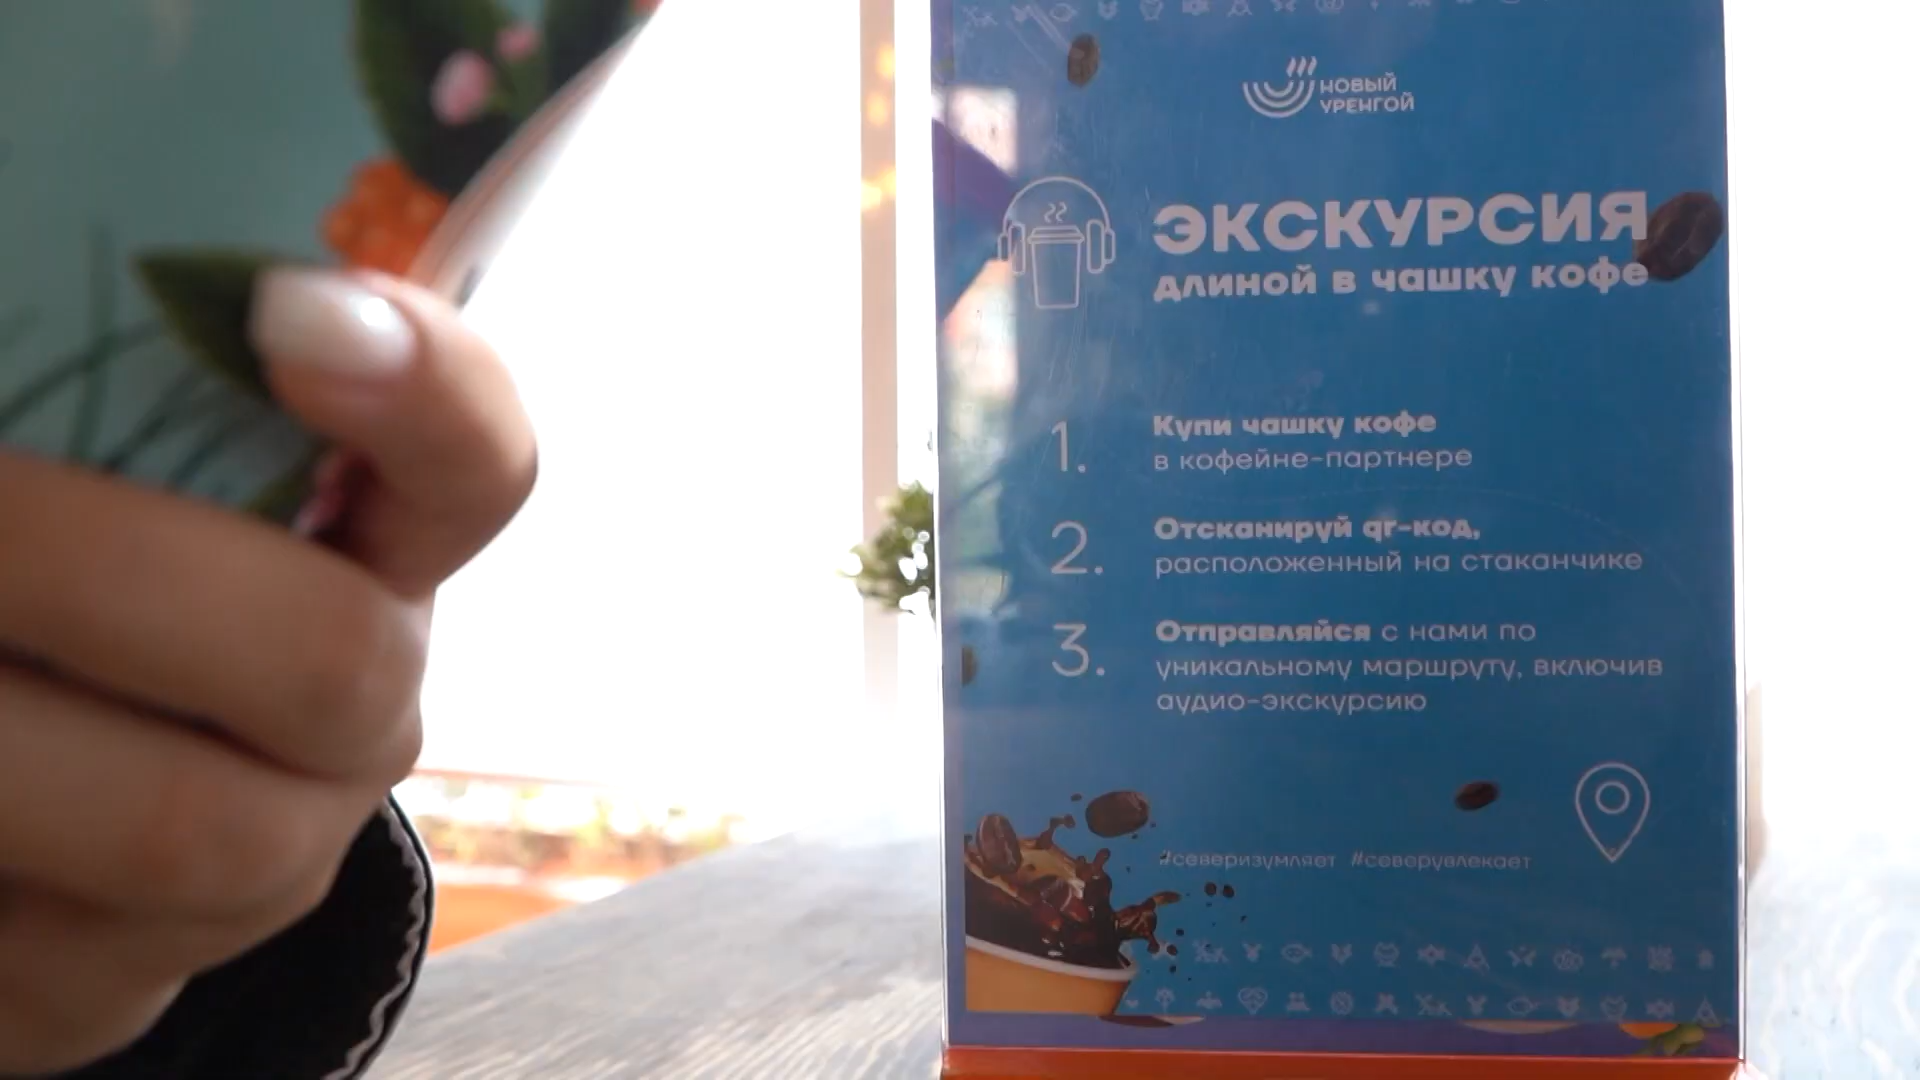 НОВЫЙ
УРЕНГОЙ
ЭКСКУРСИЯ
длиной в чашку кофе
1. Купи чашку кофе
в кофейне-партнере
2. Отсканируй qr-код,
расположенный на стаканчике
3. Отправляйся с нами по
уникальному маршруту, включив
аудио-экскурсию
#северизумляет #северувлекает